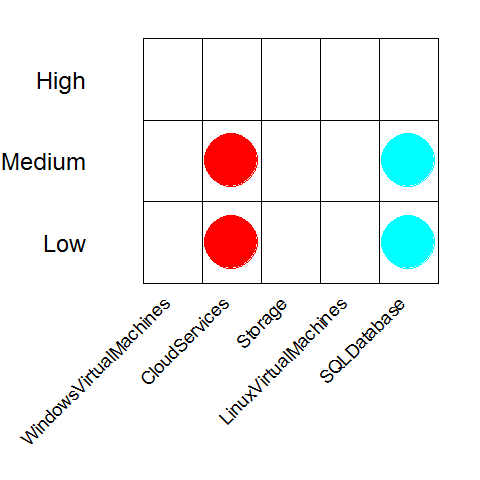 High
Medium
Low
WindowsVirtualMachines
CloudServices
Storage
LinuxVirtualMachines
SQLDatabase